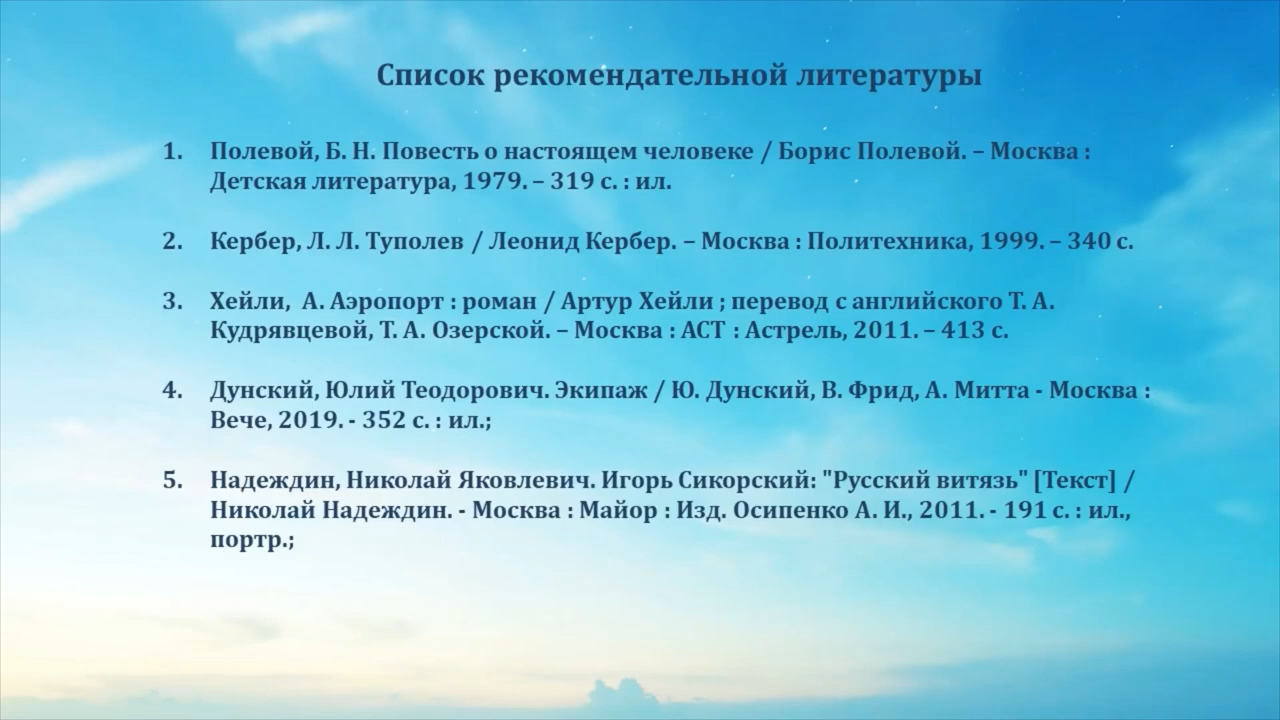 Список рекомендательной литературы
1. Полевой, Б. Н. Повесть о настоящем человеке / Борис Полевой. – Москва :
Детская литература, 1979. – 319 с. : ил.
2. Кербер, Л. Л. Туполев / Леонид Кербер. – Москва : Политехника, 1999. – 340 с.
3. Хейли,  А. Аэропорт : роман / Артур Хейли ; перевод с английского Т. А.
Кудрявцевой, Т. А. Озерской. – Москва : АСТ : Астрель, 2011. – 413 с.
4. Дунский, Юлий Теодорович. Экипаж / Ю. Дунский, В. Фрид, А. Митта - Москва :
Вече, 2019. - 352 с. : ил.;
5. Надеждин, Николай Яковлевич. Игорь Сикорский: "Русский витязь" [Текст] /
Николай Надеждин. - Москва : Майор : Изд. Осипенко А. И., 2011. - 191 с. : ил.,
портр.;